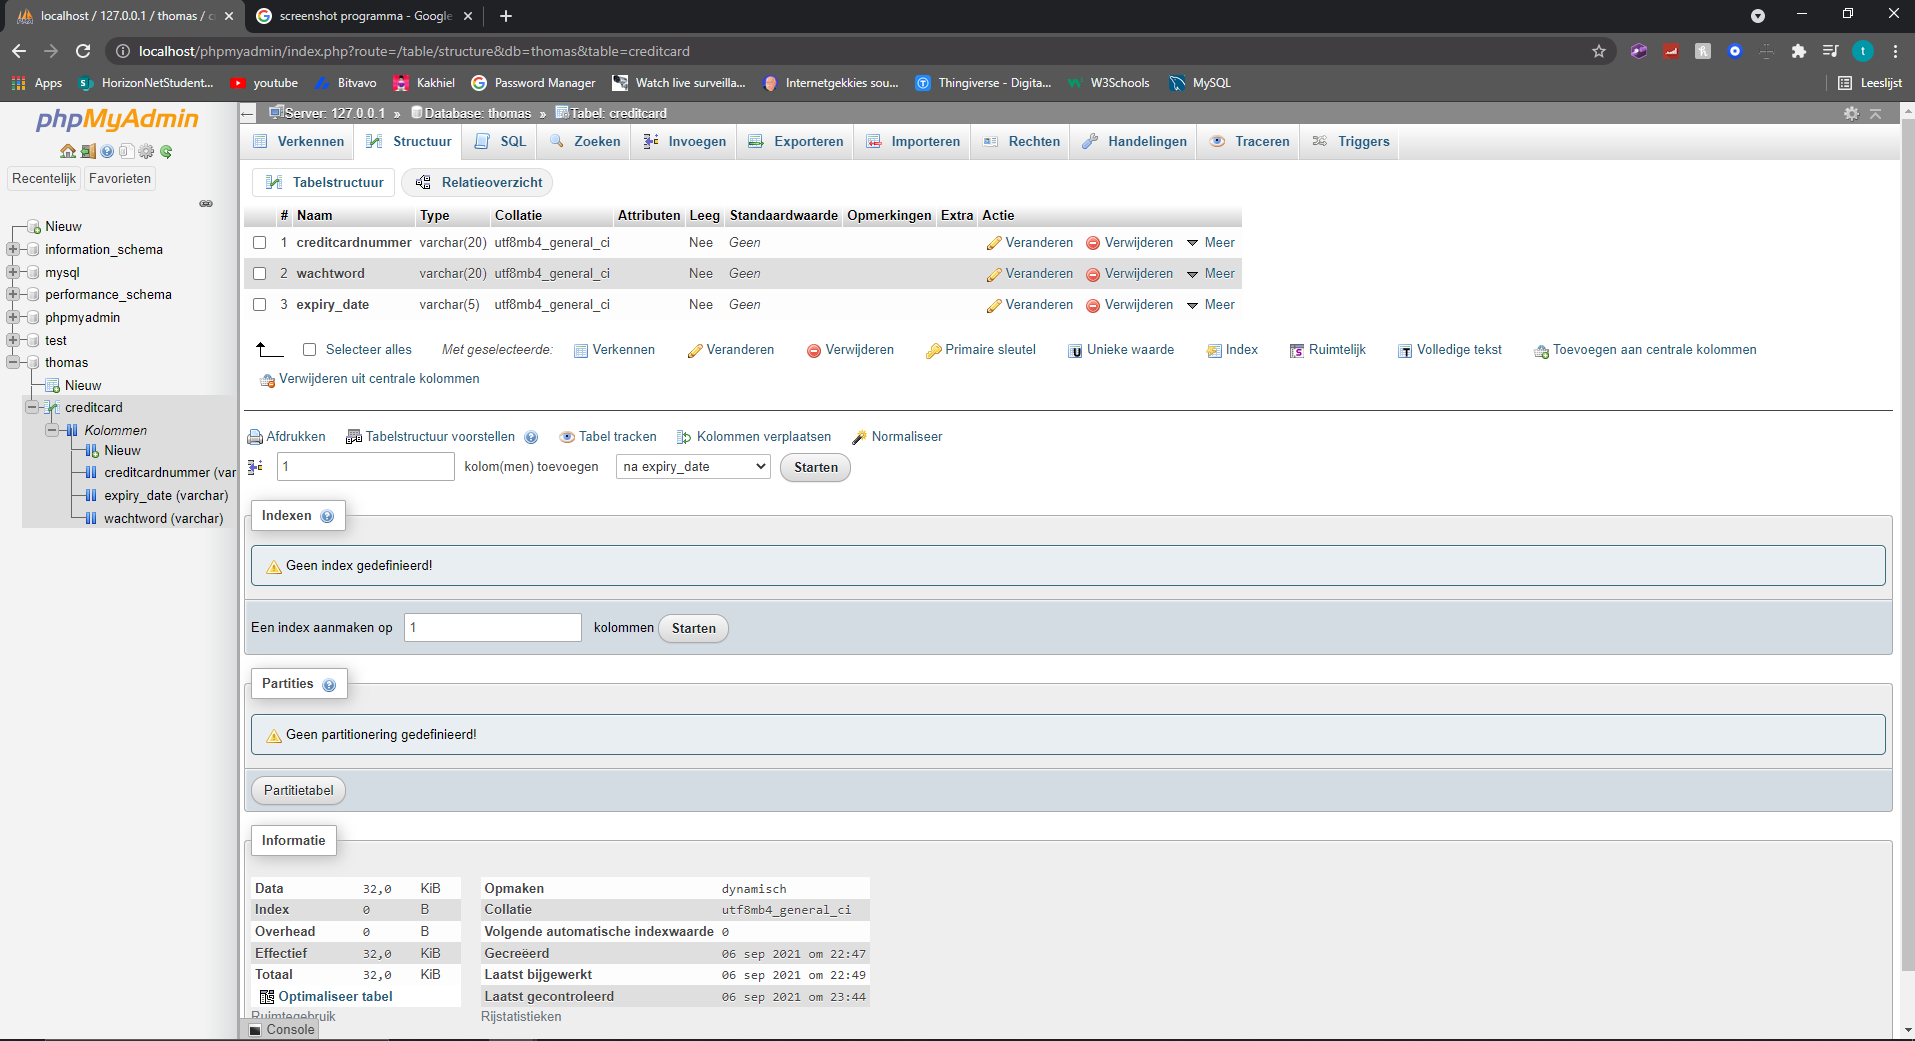 localhost / 127.0.0.1 / thomas / c
screenshot programma - Google
localhost/phpmyadmin/index.php?route=/table/structure&db=thomas&table=creditcard
Apps HorizonNetStudent... youtube Bitvavo Kakhiel Password Manager Watch live surveilla... Internetgekkies sou... Thingiverse - Digita... W3Schools MySQL Leeslijst
phpMyAdmin
Recentelijk Favorieten
Nieuw
information_schema
mysql
performance_schema
phpmyadmin
test
thomas
Nieuw
creditcard
Kolommen
Nieuw
creditcardnummer (var
expiry_date (varchar)
wachtword (varchar)
Server: 127.0.0.1 » Database: thomas » Tabel: creditcard
Verkennen Structuur SQL Zoeken Invoegen Exporteren Importeren Rechten Handelingen Traceren Triggers
Tabelstructuur Relatieoverzicht
# Naam Type Collatie Attributen Leeg Standaardwaarde Opmerkingen Extra Actie
1 creditcardnummer varchar(20) utf8mb4_general_ci Nee Geen Veranderen Verwijderen Meer
2 wachtword varchar(20) utf8mb4_general_ci Nee Geen Veranderen Verwijderen Meer
3 expiry_date varchar(5) utf8mb4_general_ci Nee Geen Veranderen Verwijderen Meer
Selecteer alles Met geselecteerde: Verkennen Veranderen Verwijderen Primaire sleutel Unieke waarde Index Ruimtelijk Volledige tekst Toevoegen aan centrale kolommen
Verwijderen uit centrale kolommen
Afdrukken Tabelstructuur voorstellen Tabel tracken Kolommen verplaatsen Normaliseer
1 kolom(men) toevoegen na expiry_date Starten
Indexen
Geen index gedefinieerd!
Een index aanmaken op 1 kolommen Starten
Partities
Geen partitionering gedefinieerd!
Partitietabel
Informatie
Data 32,0 KiB
Index 0 B
Overhead 0 B
Effectief 32,0 KiB
Totaal 32,0 KiB
Optimaliseer tabel
Ruimtegebruik
Opmaken dynamisch
Collatie utf8mb4_general_ci
Volgende automatische indexwaarde 0
Gecreëerd 06 sep 2021 om 22:47
Laatst bijgewerkt 06 sep 2021 om 22:49
Laatst gecontroleerd 06 sep 2021 om 23:44
Rijstatistieken
Console